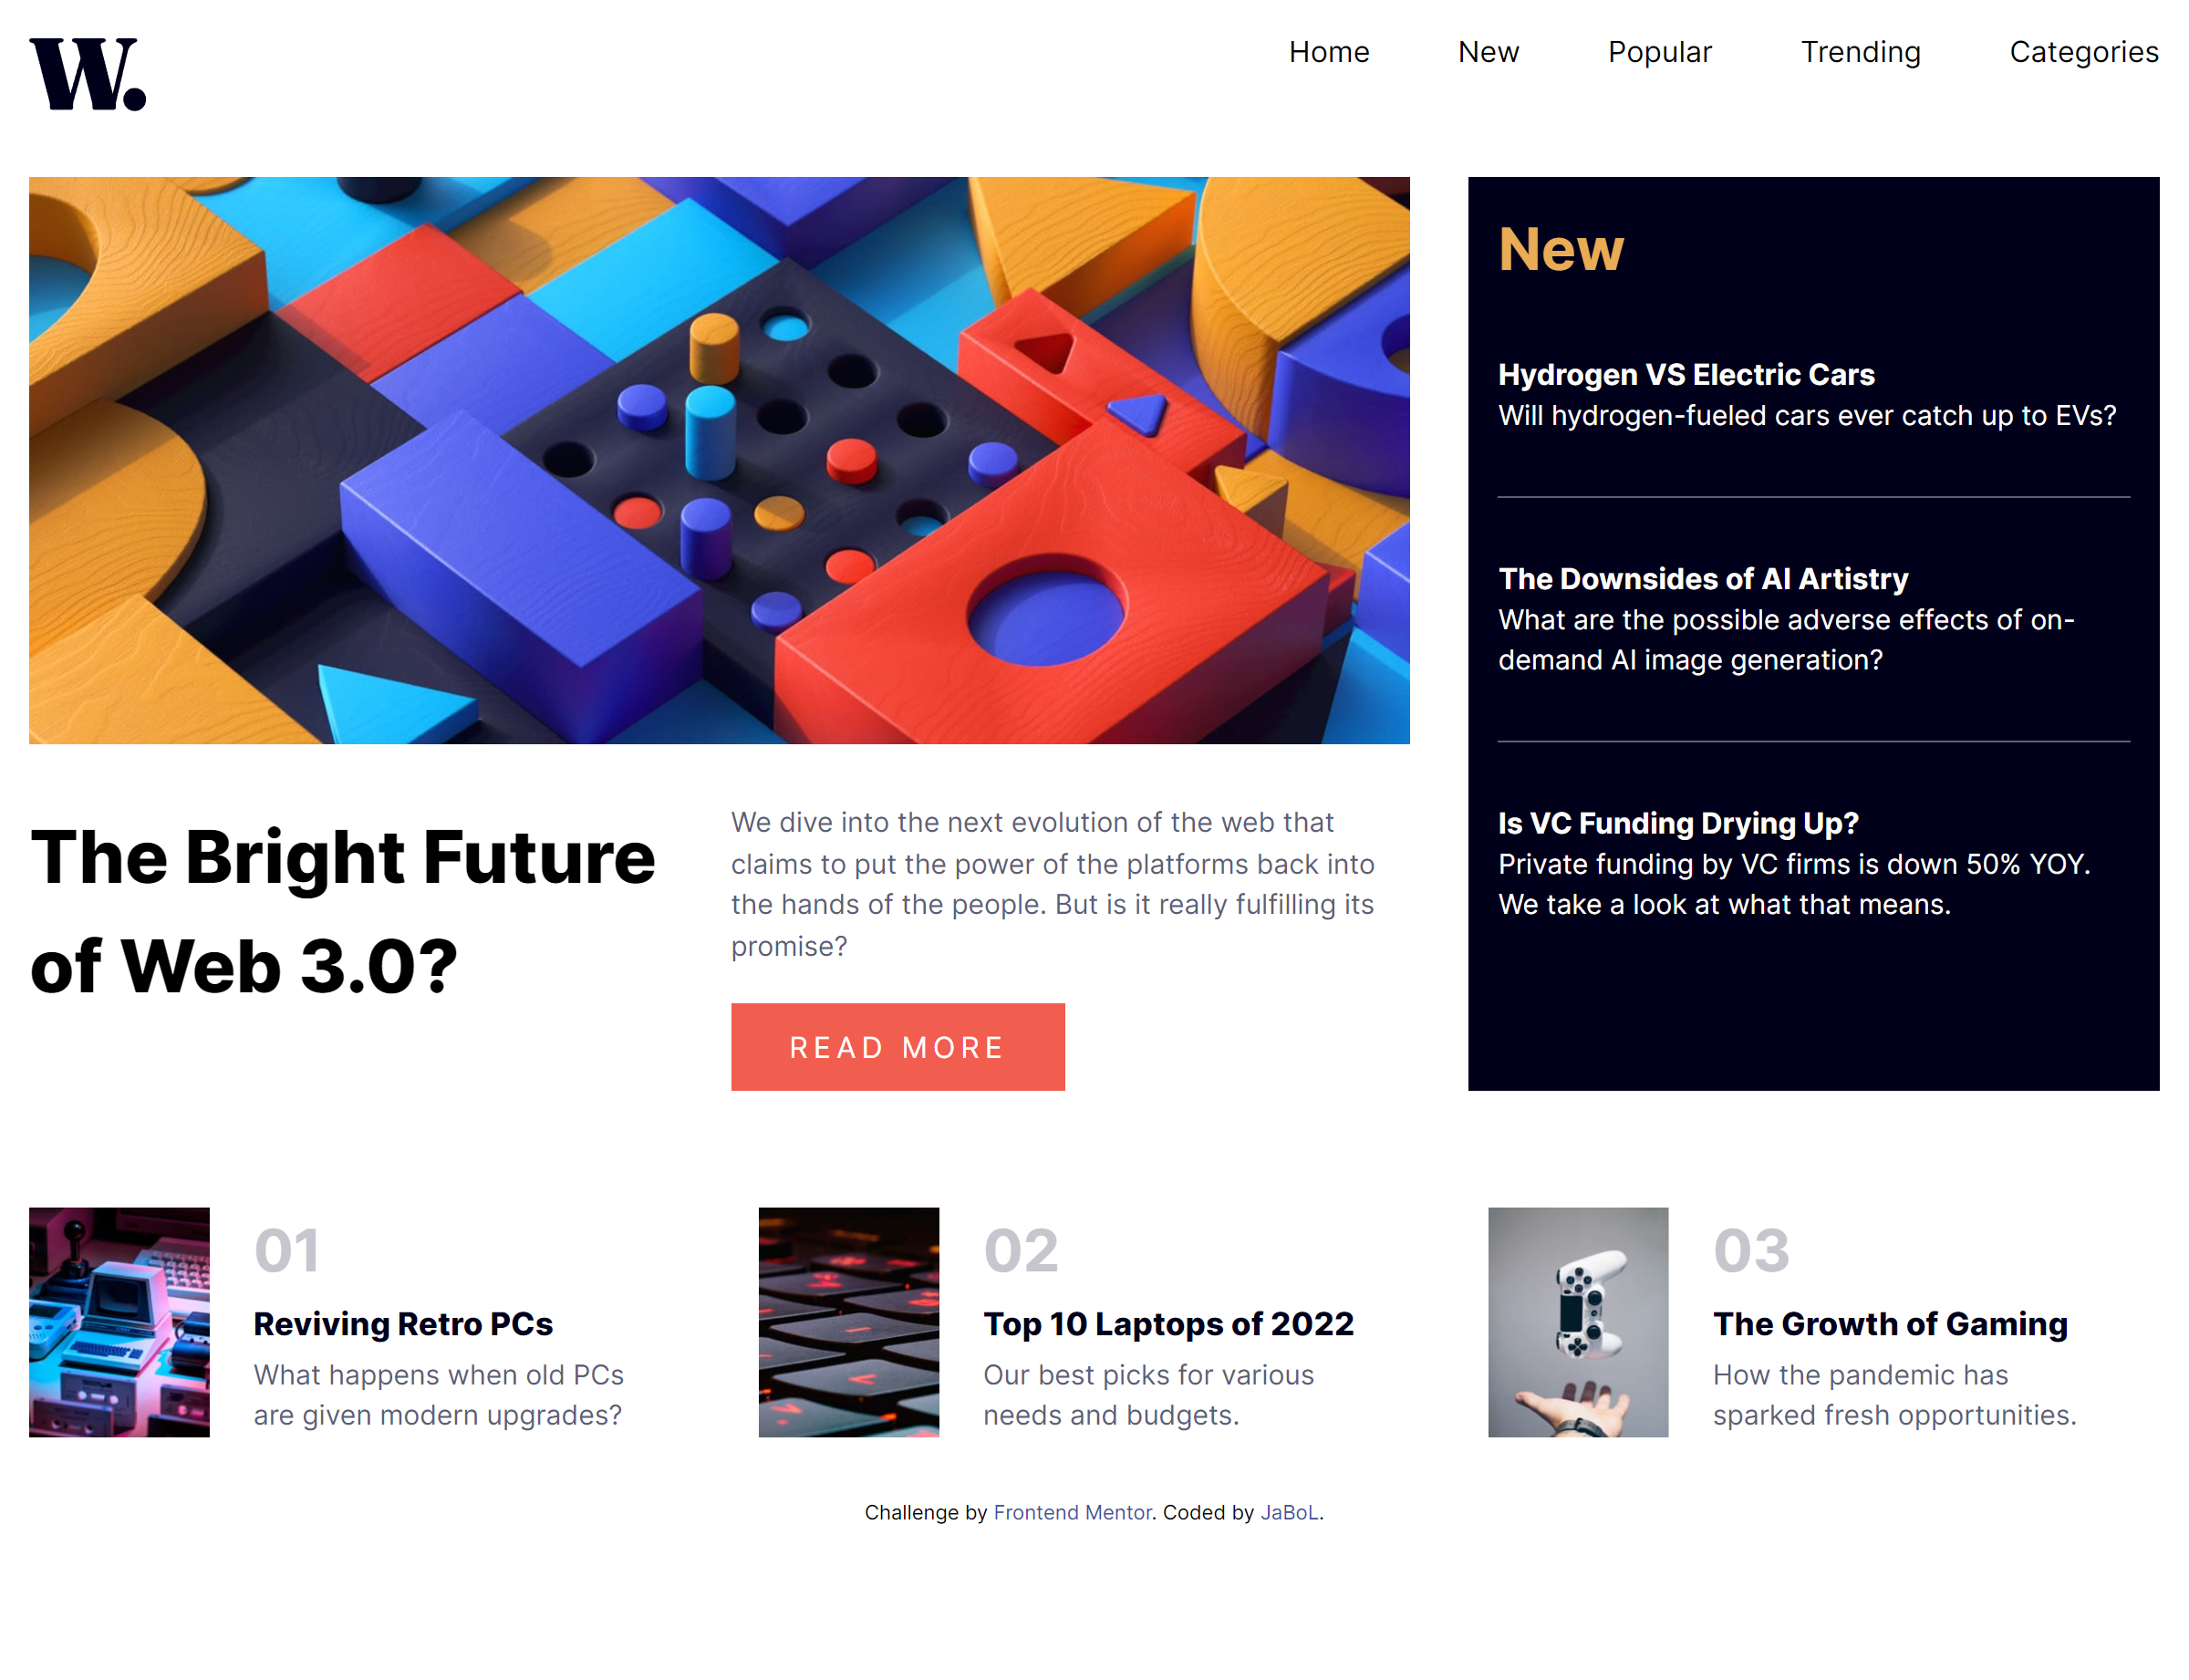 W.
Home New Popular Trending Categories
New
Hydrogen VS Electric Cars
Will hydrogen-fueled cars ever catch up to EVs?
The Downsides of AI Artistry
What are the possible adverse effects of on-
demand AI image generation?
Is VC Funding Drying Up?
Private funding by VC firms is down 50% YOY.
We take a look at what that means.
The Bright Future
of Web 3.0?
We dive into the next evolution of the web that
claims to put the power of the platforms back into
the hands of the people. But is it really fulfilling its
promise?
READ MORE
01
Reviving Retro PCs
What happens when old PCs
are given modern upgrades?
02
Top 10 Laptops of 2022
Our best picks for various
needs and budgets.
03
The Growth of Gaming
How the pandemic has
sparked fresh opportunities.
Challenge by Frontend Mentor. Coded by JaBoL.